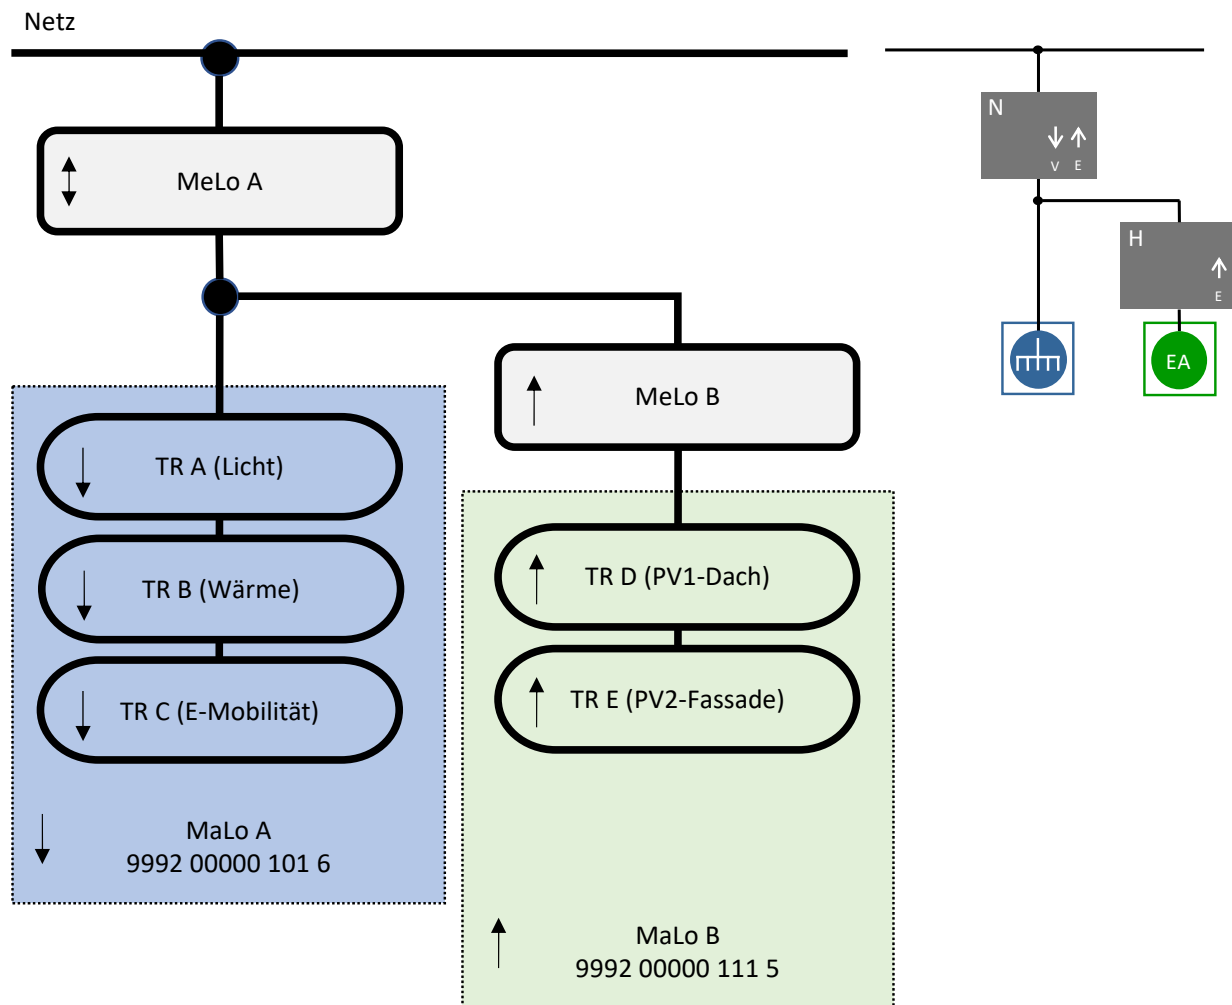 Netz
MeLo A
MeLo B
TR A (Licht)
TR B (Wärme)
TR C (E-Mobilität)
MaLo A
9992 00000 101 6
TR D (PV1-Dach)
TR E (PV2-Fassade)
MaLo B
9992 00000 111 5
N
V E
H
E
EA